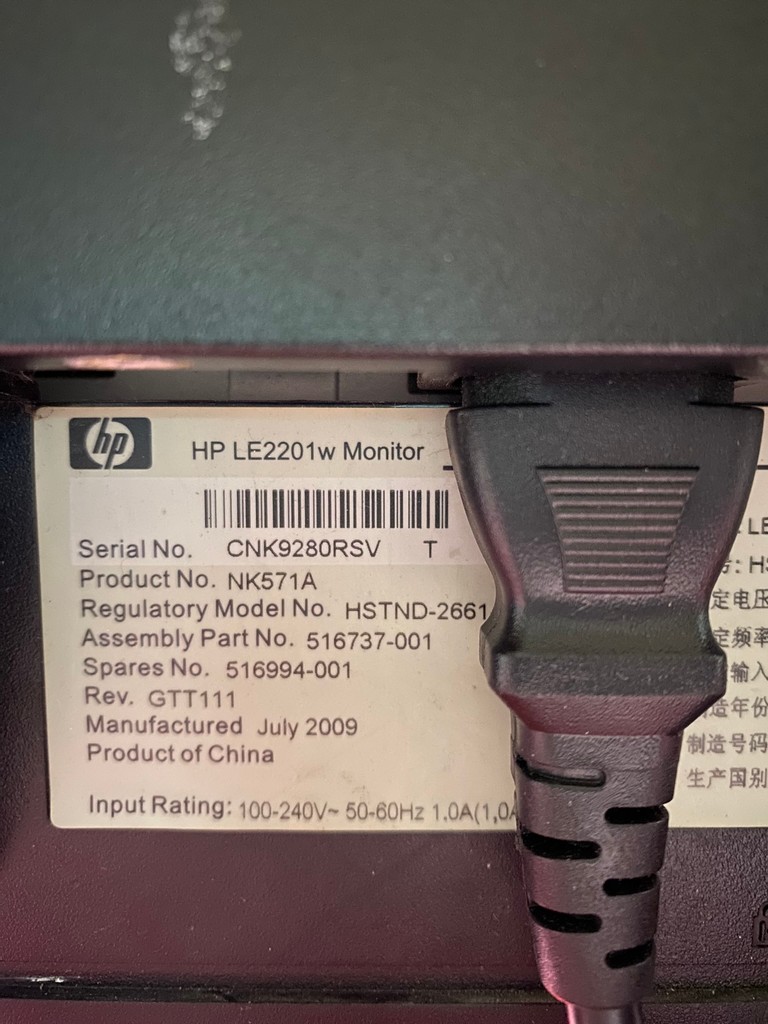 hp
HP LE2201w Monitor
Serial No. CNK9280RSV T
Product No. NK571A
Regulatory Model No. HSTND-2661
Assembly Part No. 516737-001
Spares No. 516994-001
Rev. GTT111
Manufactured July 2009
Product of China
Input Rating: 100-240V~ 50-60Hz 1.0A(1,0A
LE
: HS
定电压
定频率
输入
造年份
制造号码
生产国别